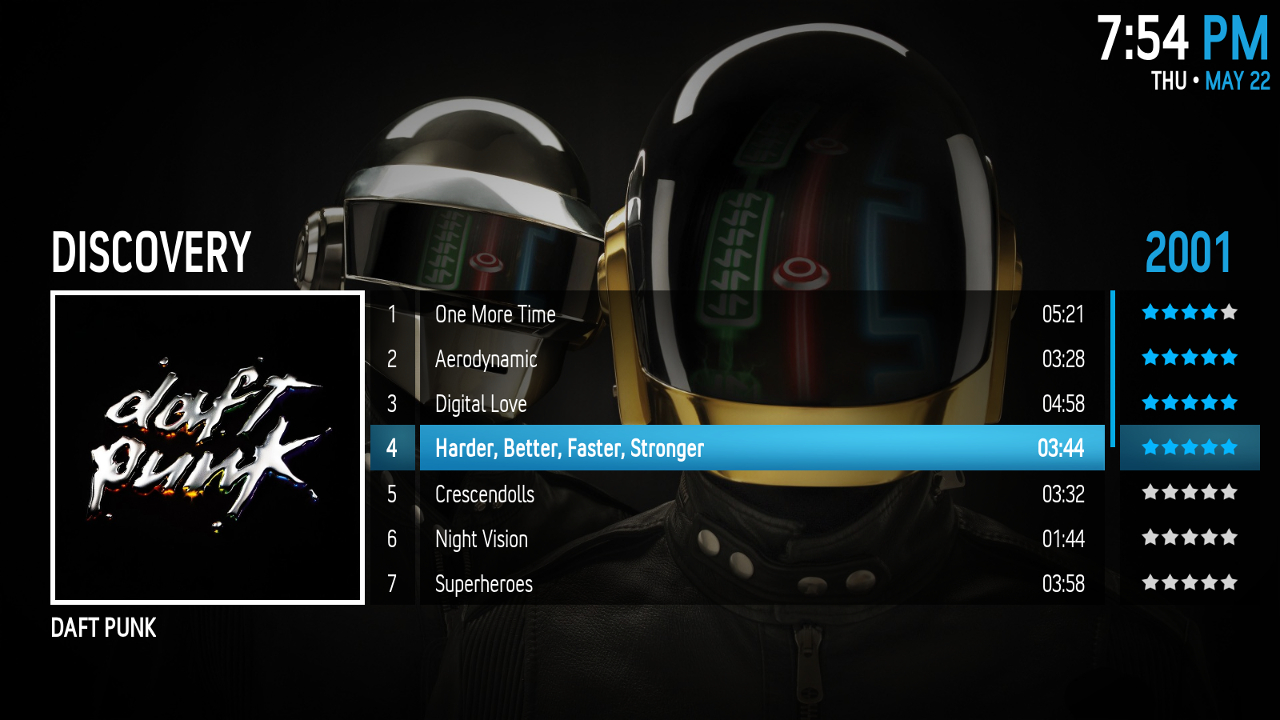 7:54 PM
THU • MAY 22
DISCOVERY
2001
daft
punk
1 One More Time 05:21
2 Aerodynamic 03:28
3 Digital Love 04:58
4 Harder, Better, Faster, Stronger 03:44
5 Crescendolls 03:32
6 Night Vision 01:44
7 Superheroes 03:58
DAFT PUNK